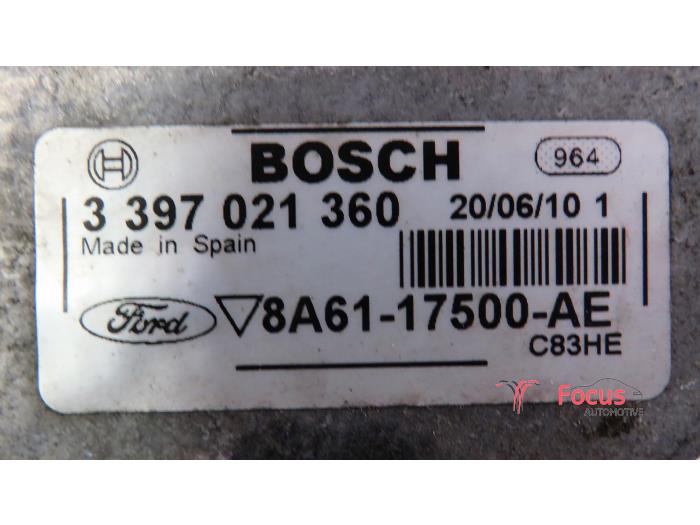 BOSCH
964
3 397 021 360
20/06/10 1
Made in Spain
Ford
8A61-17500-AE
C83HE
Focus
AUTOMOTIVE